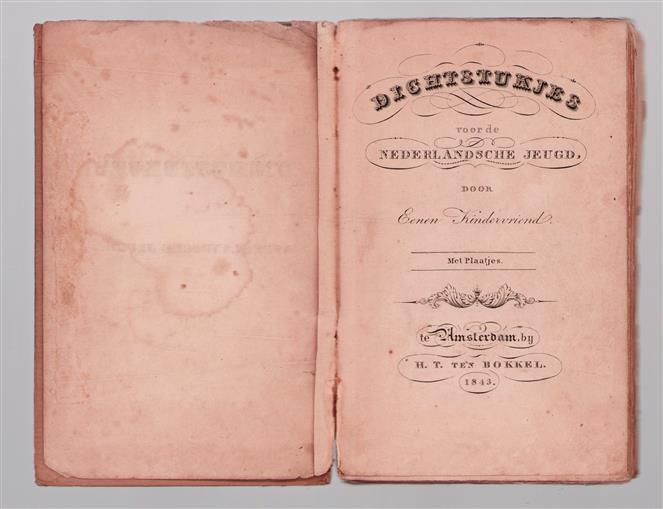 DICHTSTUKJES
voor de
NEDERLANDSCHE JEUGD,
DOOR
Eenen Kindervriend.
Met Plaatjes.
te Amsterdam, by
H. T. TEN BOKKEL.
1843.